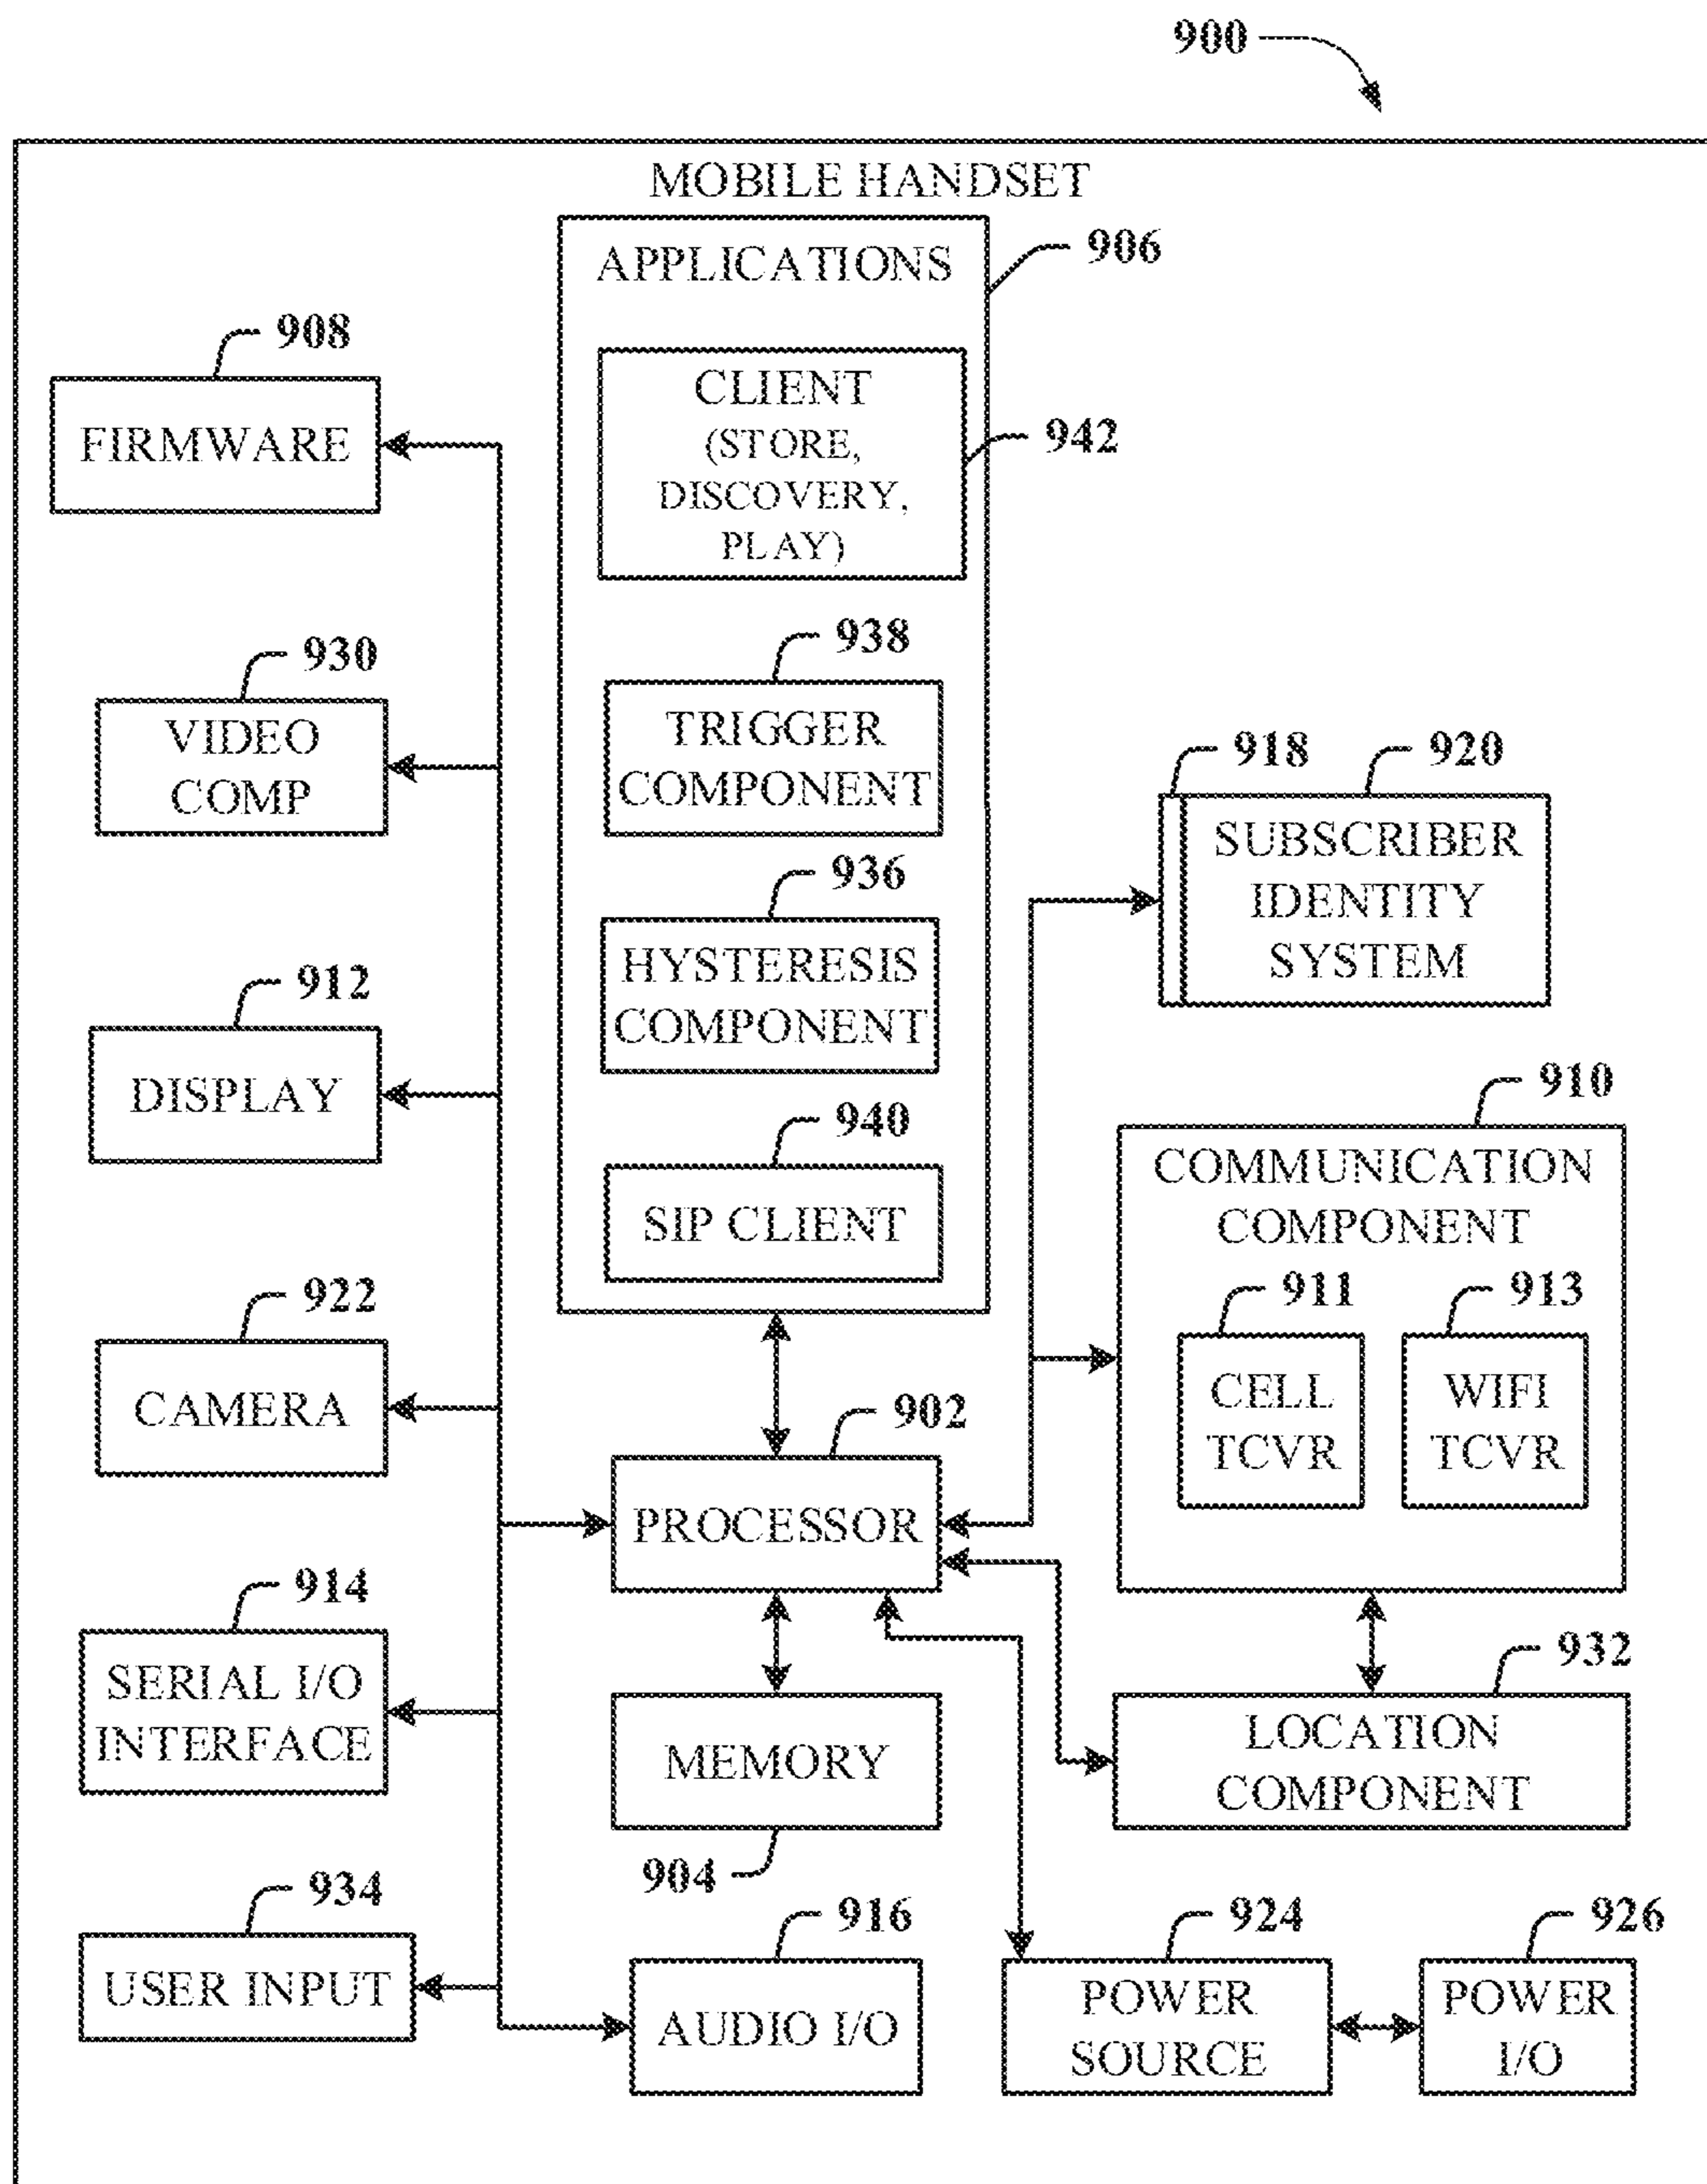 900
MOBILE HANDSET
APPLICATIONS
906
CLIENT
(STORE,
DISCOVERY,
PLAY)
942
938
TRIGGER
COMPONENT
936
HYSTERESIS
COMPONENT
940
SIP CLIENT
908
FIRMWARE
930
VIDEO
COMP
912
DISPLAY
922
CAMERA
914
SERIAL I/O
INTERFACE
934
USER INPUT
902
PROCESSOR
MEMORY
904
916
AUDIO I/O
918
920
SUBSCRIBER
IDENTITY
SYSTEM
910
COMMUNICATION
COMPONENT
911
CELL
TCVR
913
WIFI
TCVR
932
LOCATION
COMPONENT
924
POWER
SOURCE
926
POWER
I/O